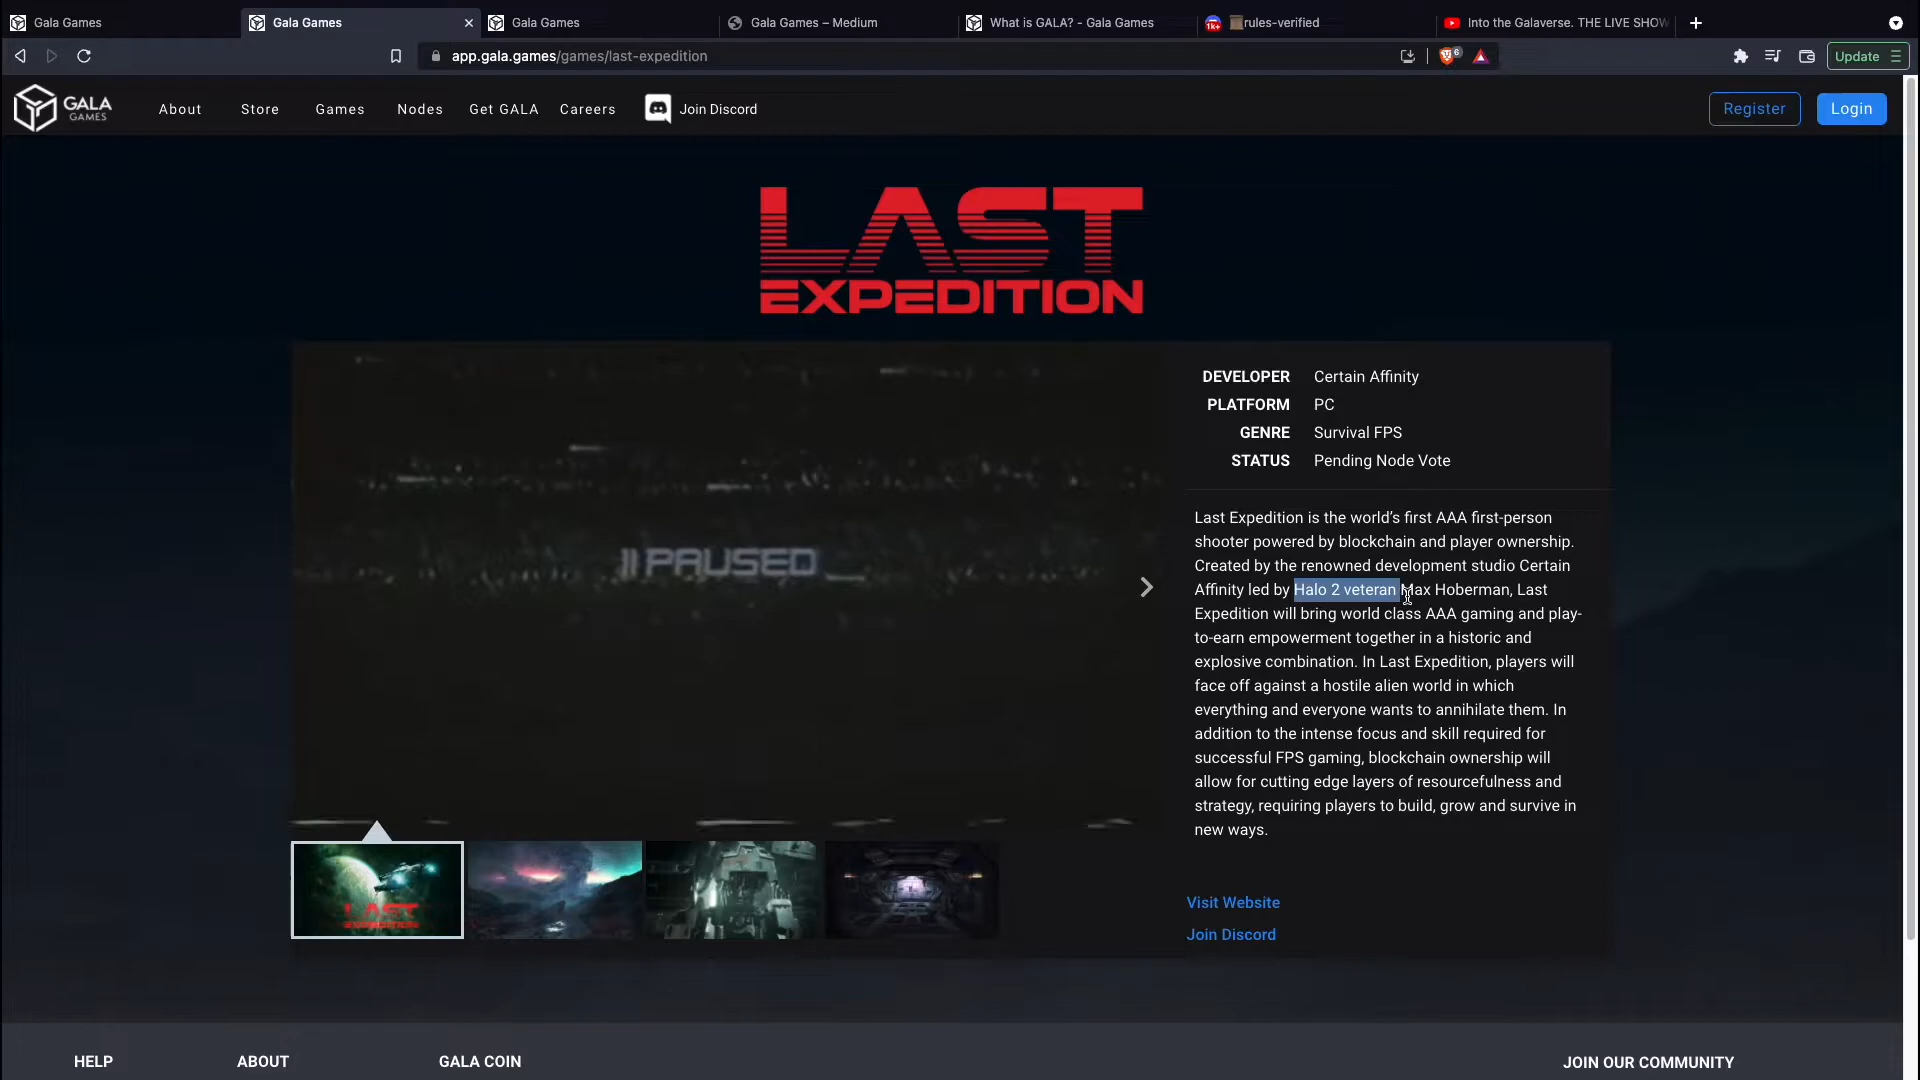 Gala Games
Gala Games
Gala Games
Gala Games – Medium
What is GALA? - Gala Games
1K+
rules-verified
Into the Galaverse. THE LIVE SHOW
app.gala.games/games/last-expedition
6
Update
GALA
GAMES
About
Store
Games
Nodes
Get GALA
Careers
Join Discord
Register
Login
LAST
EXPEDITION
PAUSED
DEVELOPER Certain Affinity
PLATFORM PC
GENRE Survival FPS
STATUS Pending Node Vote
Last Expedition is the world's first AAA first-person
shooter powered by blockchain and player ownership.
Created by the renowned development studio Certain
Affinity led by Halo 2 veteran Max Hoberman, Last
Expedition will bring world class AAA gaming and play-
to-earn empowerment together in a historic and
explosive combination. In Last Expedition, players will
face off against a hostile alien world in which
everything and everyone wants to annihilate them. In
addition to the intense focus and skill required for
successful FPS gaming, blockchain ownership will
allow for cutting edge layers of resourcefulness and
strategy, requiring players to build, grow and survive in
new ways.
LAST
EXPEDITION
Visit Website
Join Discord
HELP
ABOUT
GALA COIN
JOIN OUR COMMUNITY